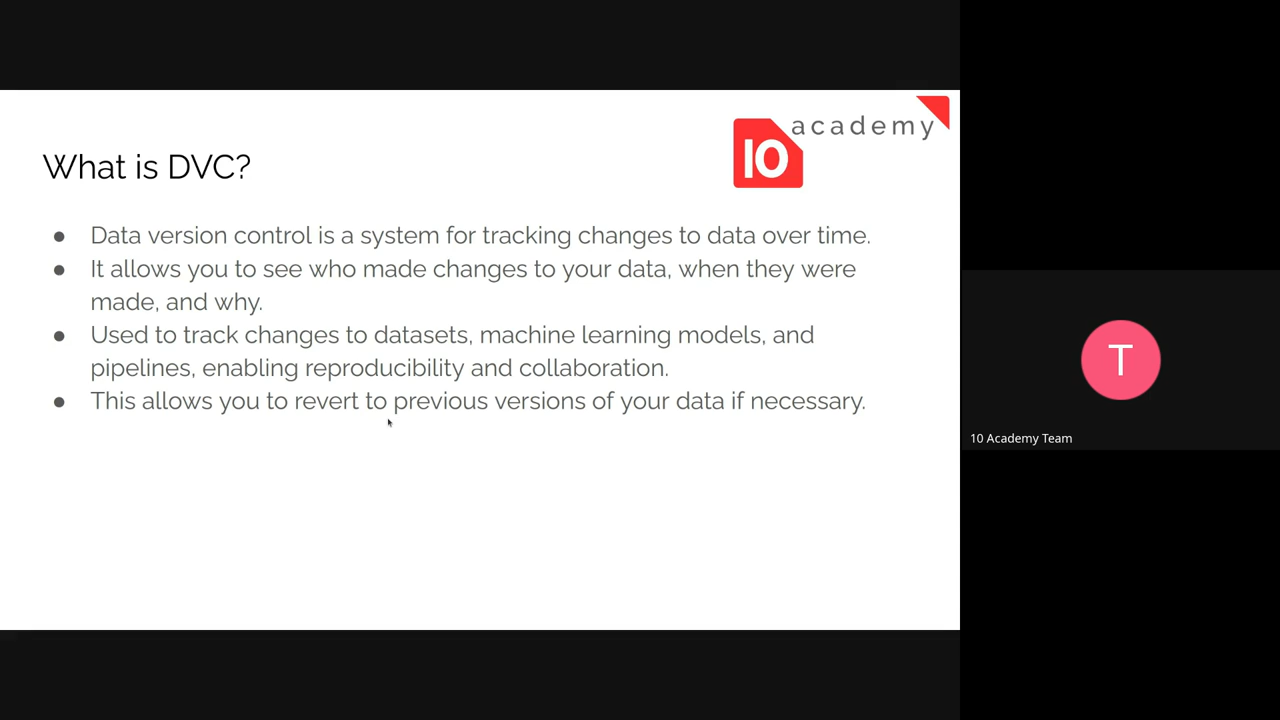 academy
10
What is DVC?
● Data version control is a system for tracking changes to data over time.
● It allows you to see who made changes to your data, when they were
made, and why.
● Used to track changes to datasets, machine learning models, and
pipelines, enabling reproducibility and collaboration.
● This allows you to revert to previous versions of your data if necessary.
T
10 Academy Team